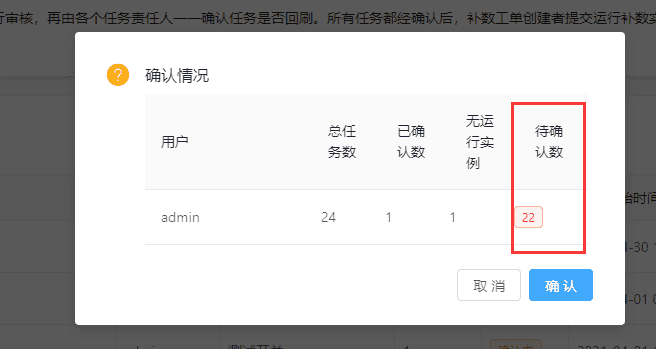 行审核，再由各个任务责任人一一确认任务是否回刷。所有任务都经确认后，补数工单创建者提交运行补数实
?
确认情况
用户
总任务数
已确认数
无运行实例
待确认数
admin
24
1
1
22
始时间
-30 1
取 消
确 认
4-01 0